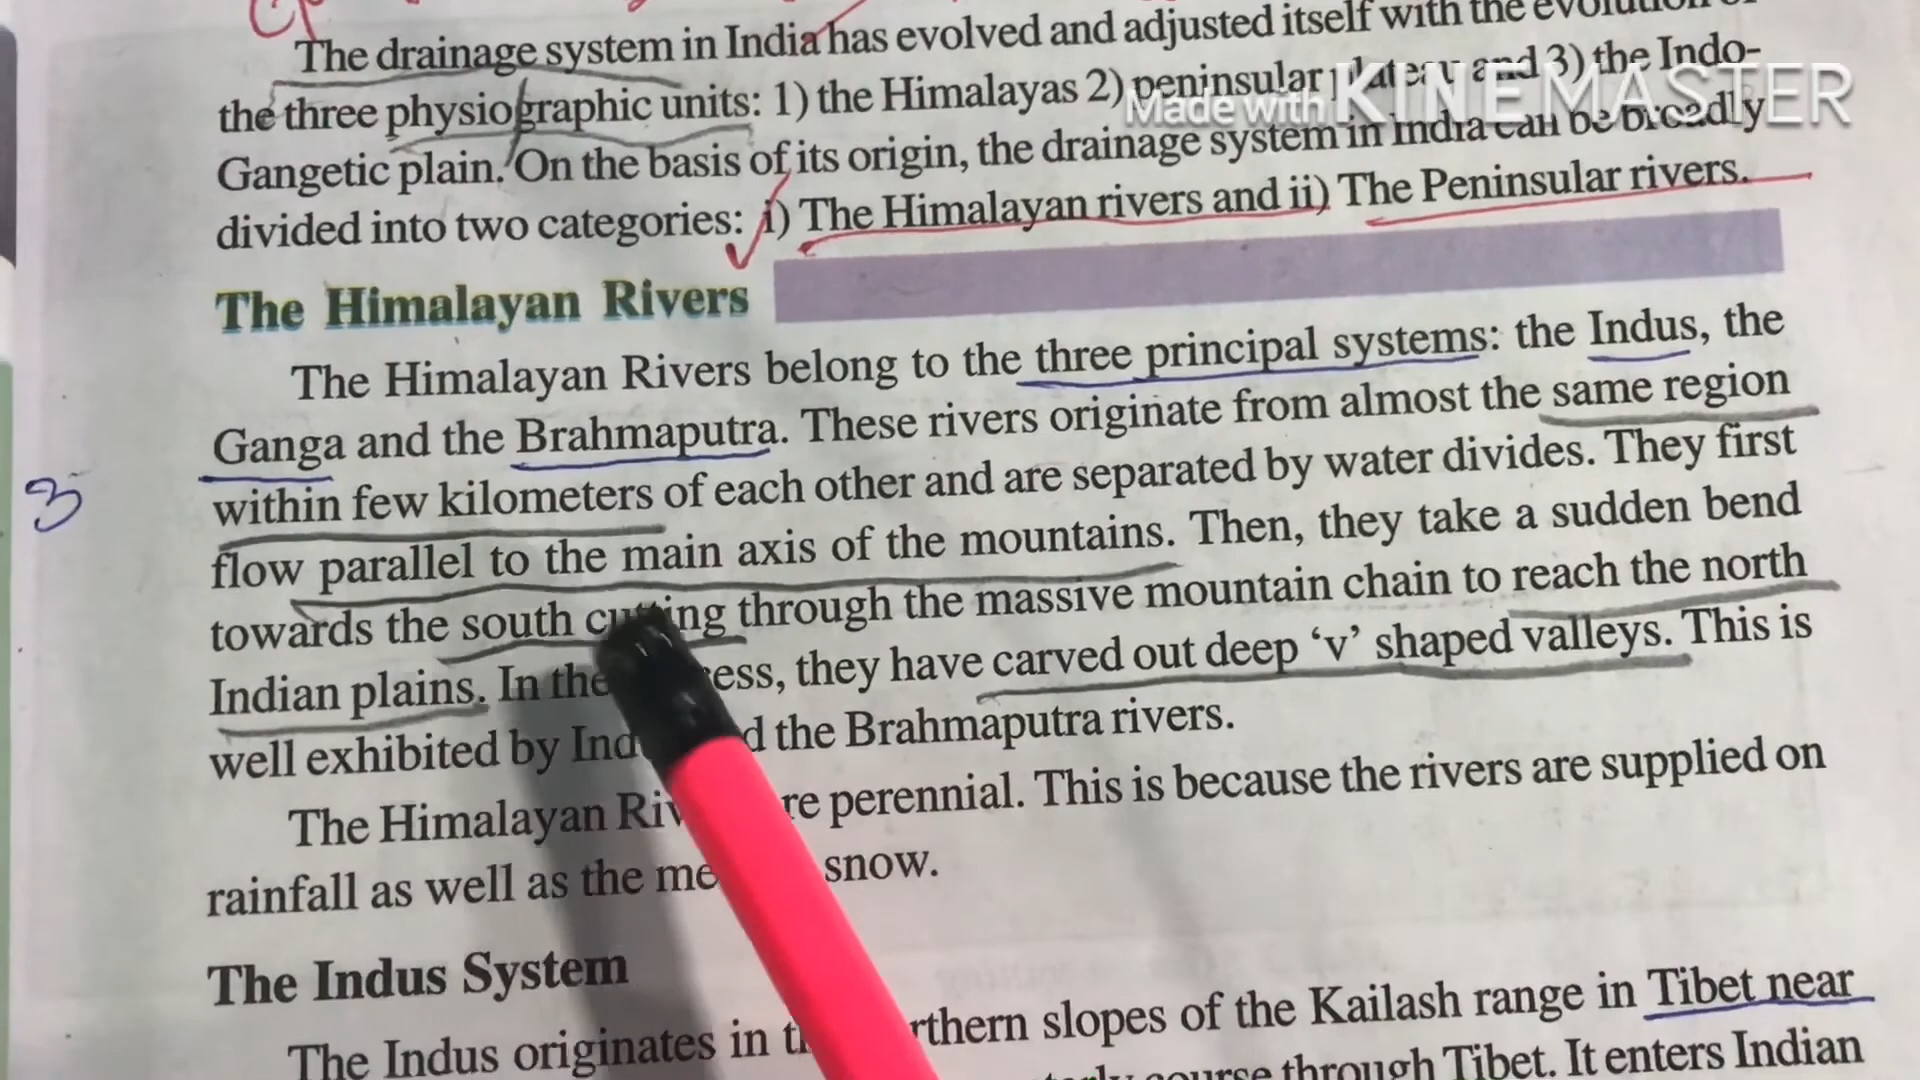 The drainage system in India has evolved and adjusted itself with the evolution of
the three physiographic units: 1) the Himalayas 2) peninsular plateau and 3) the Indo-
Made with KINEMASTER
Gangetic plain. On the basis of its origin, the drainage system in India can be broadly
divided into two categories: i) The Himalayan rivers and ii) The Peninsular rivers.
The Himalayan Rivers
The Himalayan Rivers belong to the three principal systems: the Indus, the
Ganga and the Brahmaputra. These rivers originate from almost the same region
3
within few kilometers of each other and are separated by water divides. They first
flow parallel to the main axis of the mountains. Then, they take a sudden bend
towards the south cutting through the massive mountain chain to reach the north
Indian plains. In the ess, they have carved out deep ‘v’ shaped valleys. This is
well exhibited by Ind d the Brahmaputra rivers.
The Himalayan Riv re perennial. This is because the rivers are supplied on
rainfall as well as the me snow.
The Indus System
The Indus originates in t rthern slopes of the Kailash range in Tibet near
course through Tibet. It enters Indian